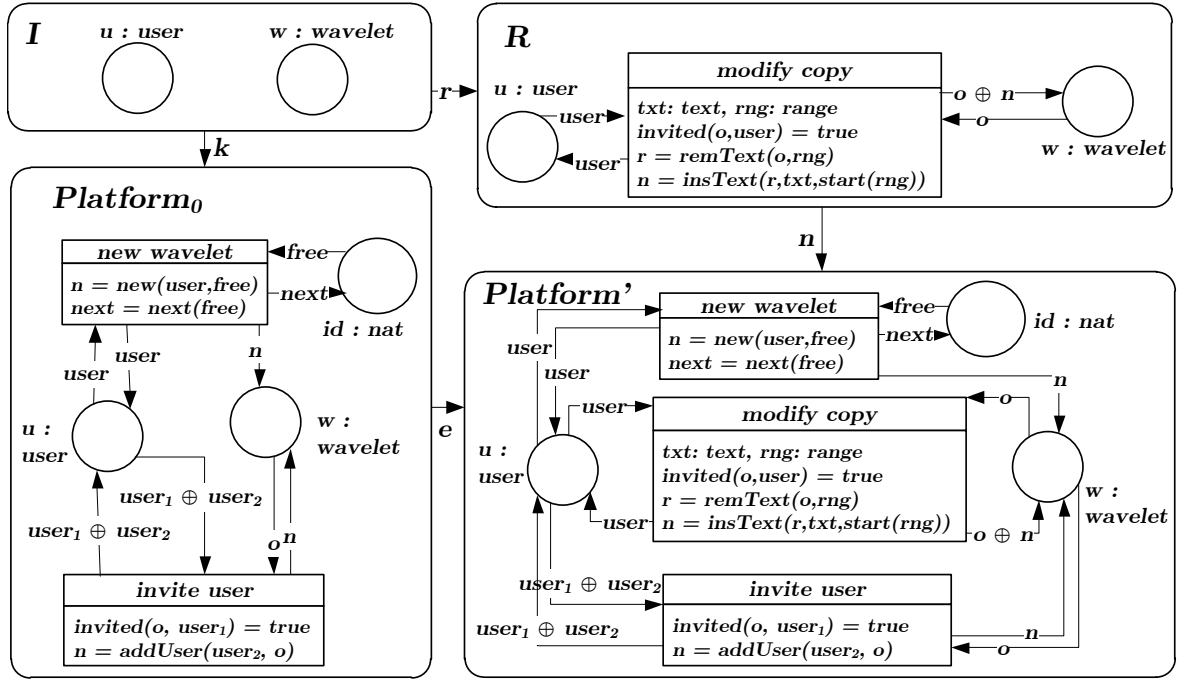 I
u : user
w : wavelet
r
k
R
u : user
user
user
modify copy
txt: text, rng: range
invited(o,user) = true
r = remText(o,rng)
n = insText(r,txt,start(rng))
o ⊕ n
o
w : wavelet
n
Platform₀
new wavelet
n = new(user,free)
next = next(free)
free
next
id : nat
user
user
n
u :
user
w :
wavelet
user₁ ⊕ user₂
user₁ ⊕ user₂
o
n
invite user
invited(o, user₁) = true
n = addUser(user₂, o)
e
Platform'
new wavelet
n = new(user,free)
next = next(free)
free
next
id : nat
user
user
n
user
modify copy
o
txt: text, rng: range
invited(o,user) = true
r = remText(o,rng)
n = insText(r,txt,start(rng))
u :
user
user
w :
wavelet
o ⊕ n
user₁ ⊕ user₂
user₁ ⊕ user₂
invite user
invited(o, user₁) = true
n = addUser(user₂, o)
n
o